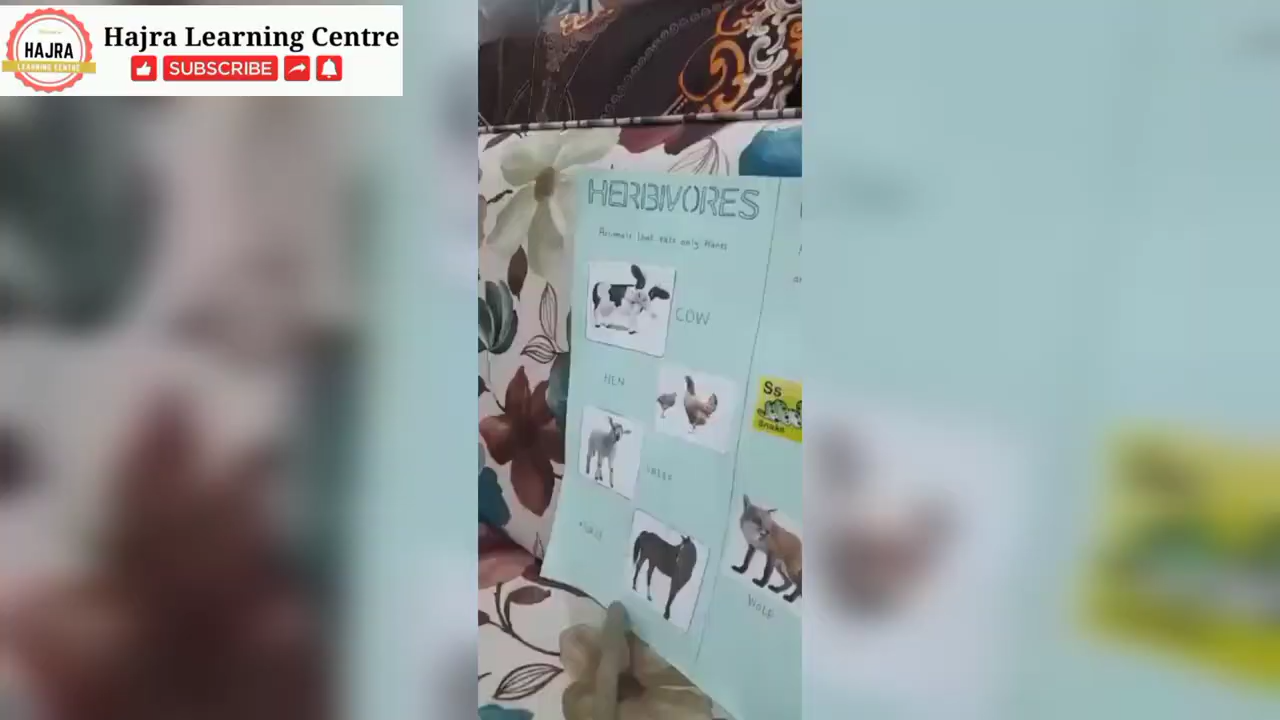 HAJRA
LEARNING CENTRE
Hajra Learning Centre
SUBSCRIBE
HERBIVORES
Animals that eats only Plants
COW
HEN
Ss
Snake
WOLF